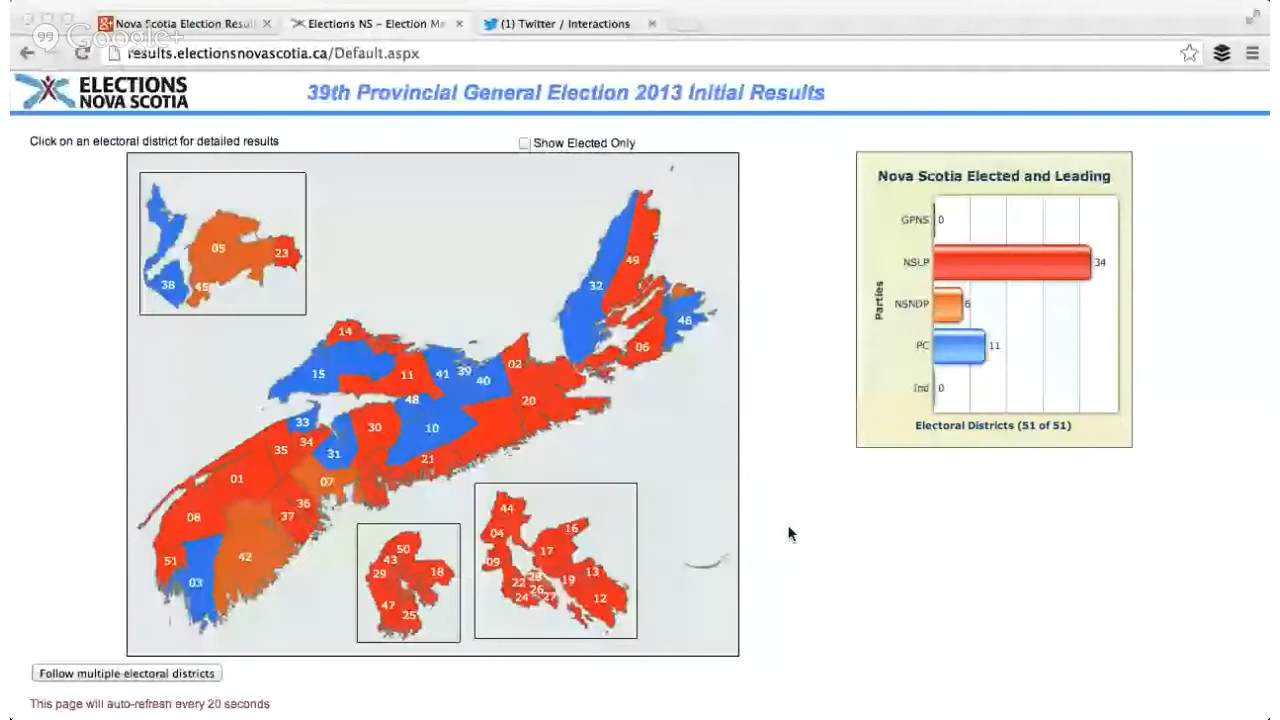 Nova Scotia Election Resul
Elections NS – Election Ma
(1) Twitter / Interactions
Google+
results.electionsnovascotia.ca/Default.aspx
ELECTIONS
NOVA SCOTIA
39th Provincial General Election 2013 Initial Results
Click on an electoral district for detailed results
Show Elected Only
05
23
38
45
49
32
46
06
14
15
11
41
39
40
02
48
20
33
30
10
34
35
31
21
01
07
36
37
08
42
51
03
50
43
29
18
47
25
44
04
16
17
09
28
22
26
24
27
19
13
12
Nova Scotia Elected and Leading
Parties
GPNS 0
NSLP 34
NSNDP 6
PC 11
Ind 0
Electoral Districts (51 of 51)
Follow multiple electoral districts
This page will auto-refresh every 20 seconds